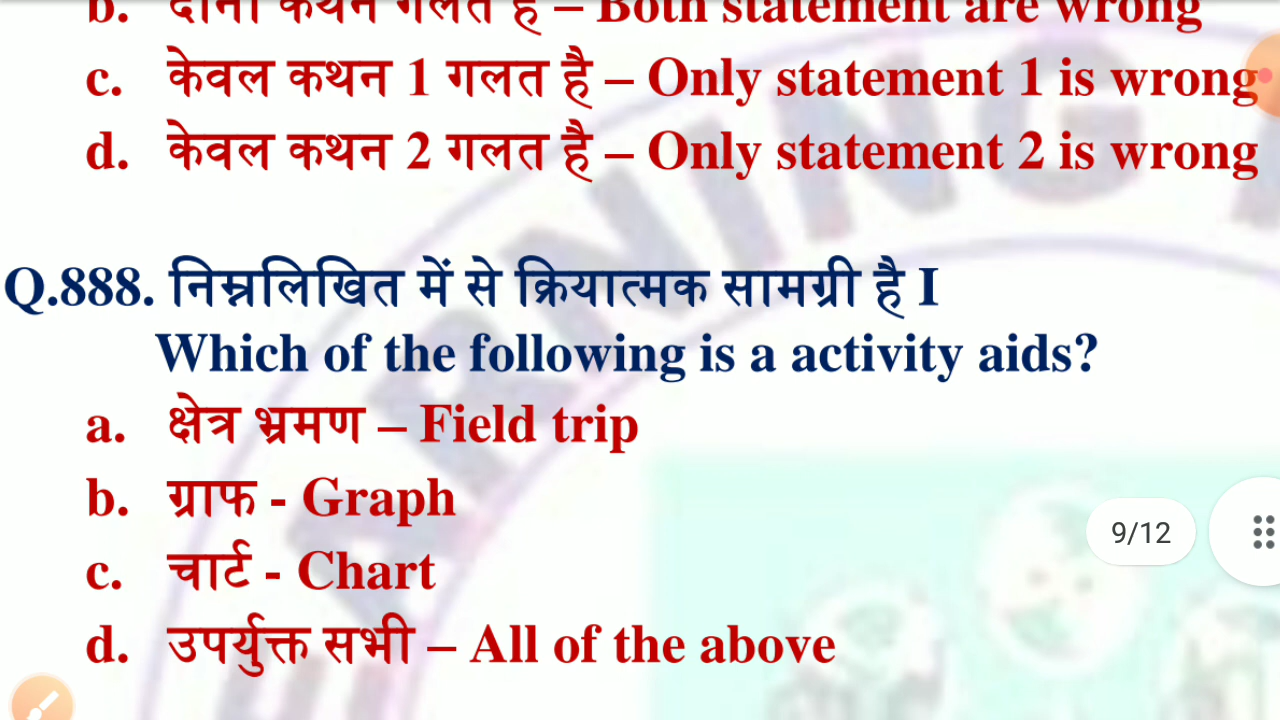 b. दोनों कथन गलत है – Both statement are wrong
c. केवल कथन 1 गलत है – Only statement 1 is wrong
d. केवल कथन 2 गलत है – Only statement 2 is wrong
Q.888. निम्नलिखित में से क्रियात्मक सामग्री है I
Which of the following is a activity aids?
a. क्षेत्र भ्रमण – Field trip
b. ग्राफ - Graph
c. चार्ट - Chart
9/12
d. उपर्युक्त सभी – All of the above